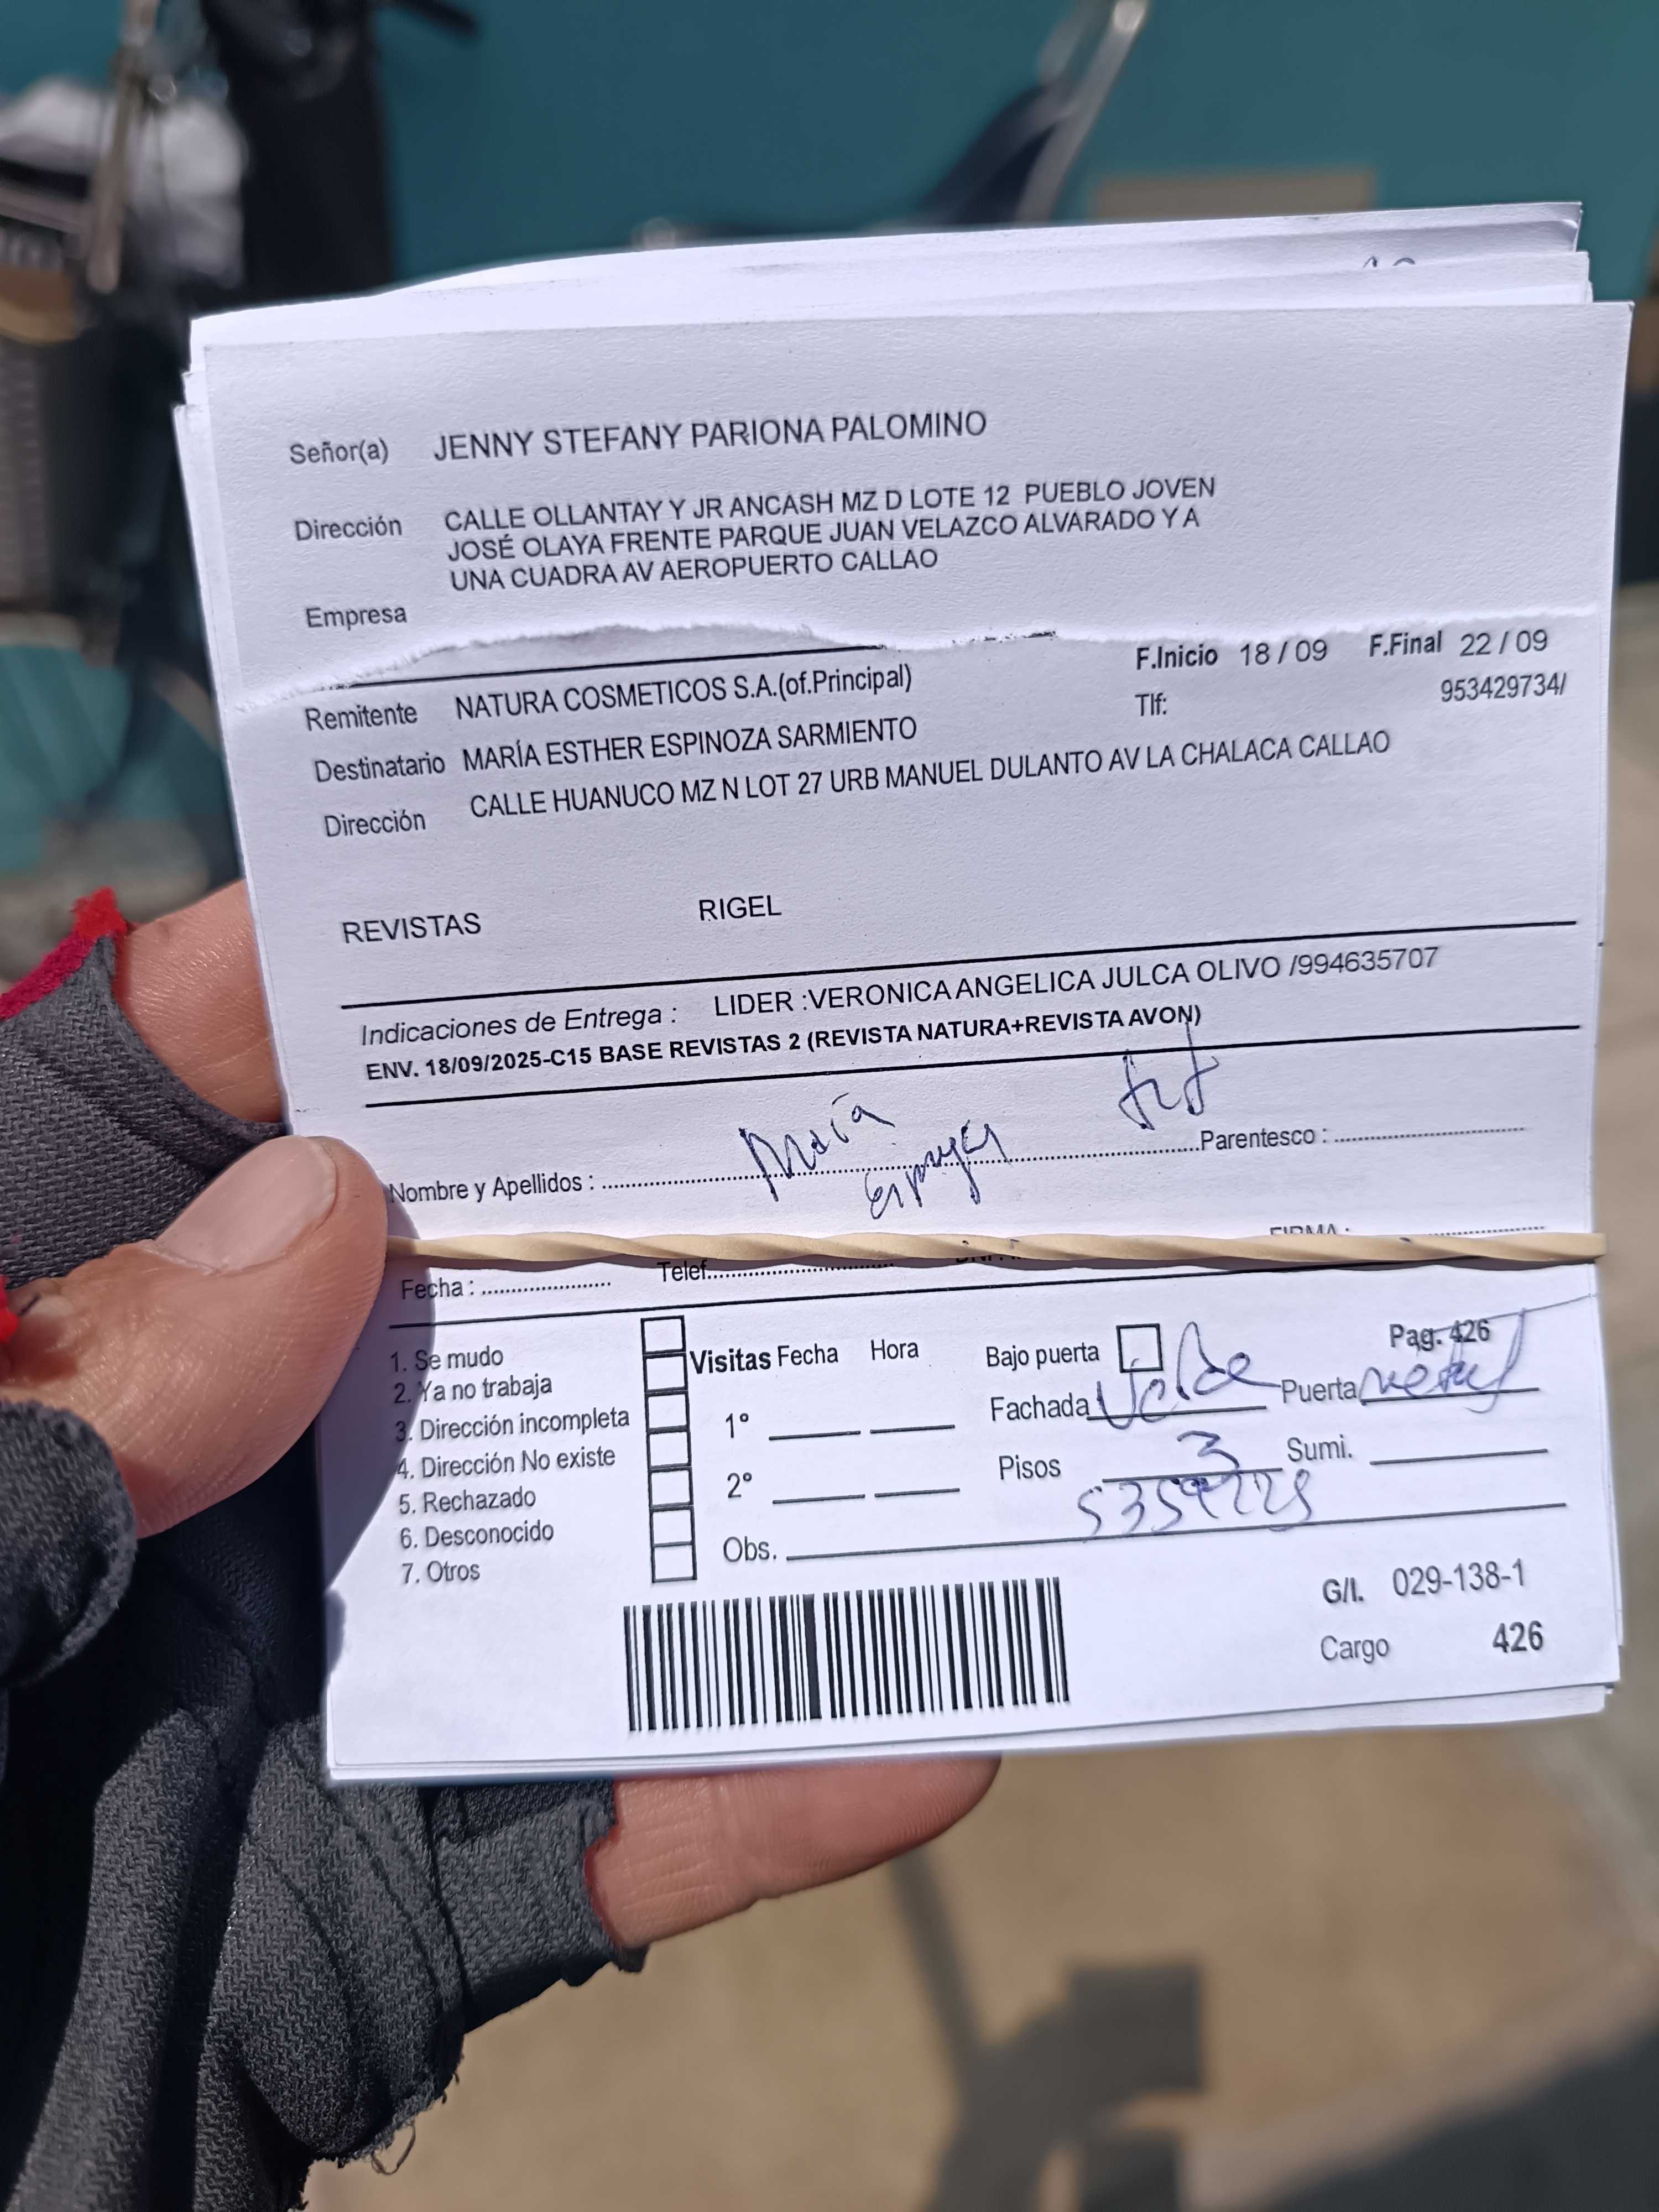 Señor(a) JENNY STEFANY PARIONA PALOMINO
Dirección CALLE OLLANTAY Y JR ANCASH MZ D LOTE 12 PUEBLO JOVEN
JOSÉ OLAYA FRENTE PARQUE JUAN VELAZCO ALVARADO Y A
UNA CUADRA AV AEROPUERTO CALLAO
Empresa
F.Inicio 18 / 09 F.Final 22 / 09
Remitente NATURA COSMETICOS S.A.(of.Principal) Tlf: 953429734/
Destinatario MARÍA ESTHER ESPINOZA SARMIENTO
Dirección CALLE HUANUCO MZ N LOT 27 URB MANUEL DULANTO AV LA CHALACA CALLAO
REVISTAS RIGEL
Indicaciones de Entrega : LIDER :VERONICA ANGELICA JULCA OLIVO /994635707
ENV. 18/09/2025-C15 BASE REVISTAS 2 (REVISTA NATURA+REVISTA AVON)
Nombre y Apellidos : María Parentesco :
FIRMA :
Fecha : Telef.
1. Se mudo
2. Ya no trabaja
3. Dirección incompleta
4. Dirección No existe
5. Rechazado
6. Desconocido
7. Otros
Visitas Fecha Hora
1°
2°
Obs.
Bajo puerta Pag. 426
Fachada Puerta
Pisos 3 Sumi.
G/I. 029-138-1
Cargo 426